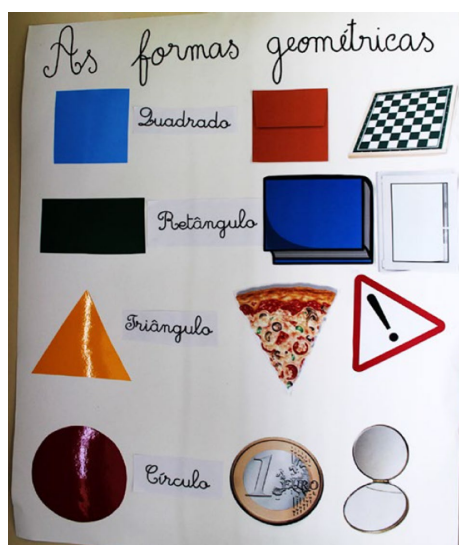 As formas geométricas
Quadrado
Retângulo
Triângulo
Círculo
1
EURO